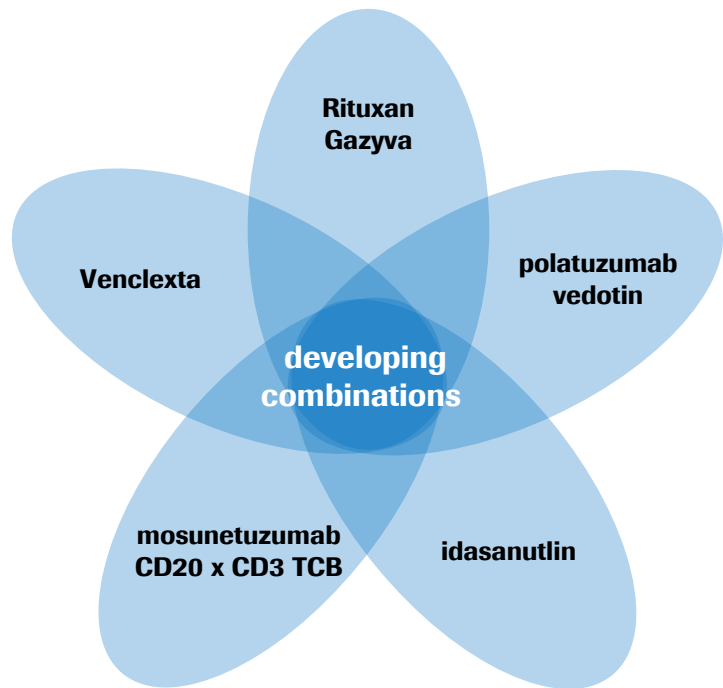 Rituxan
Gazyva
Venclexta
polatuzumab
vedotin
developing
combinations
mosunetuzumab
CD20 x CD3 TCB
idasanutlin